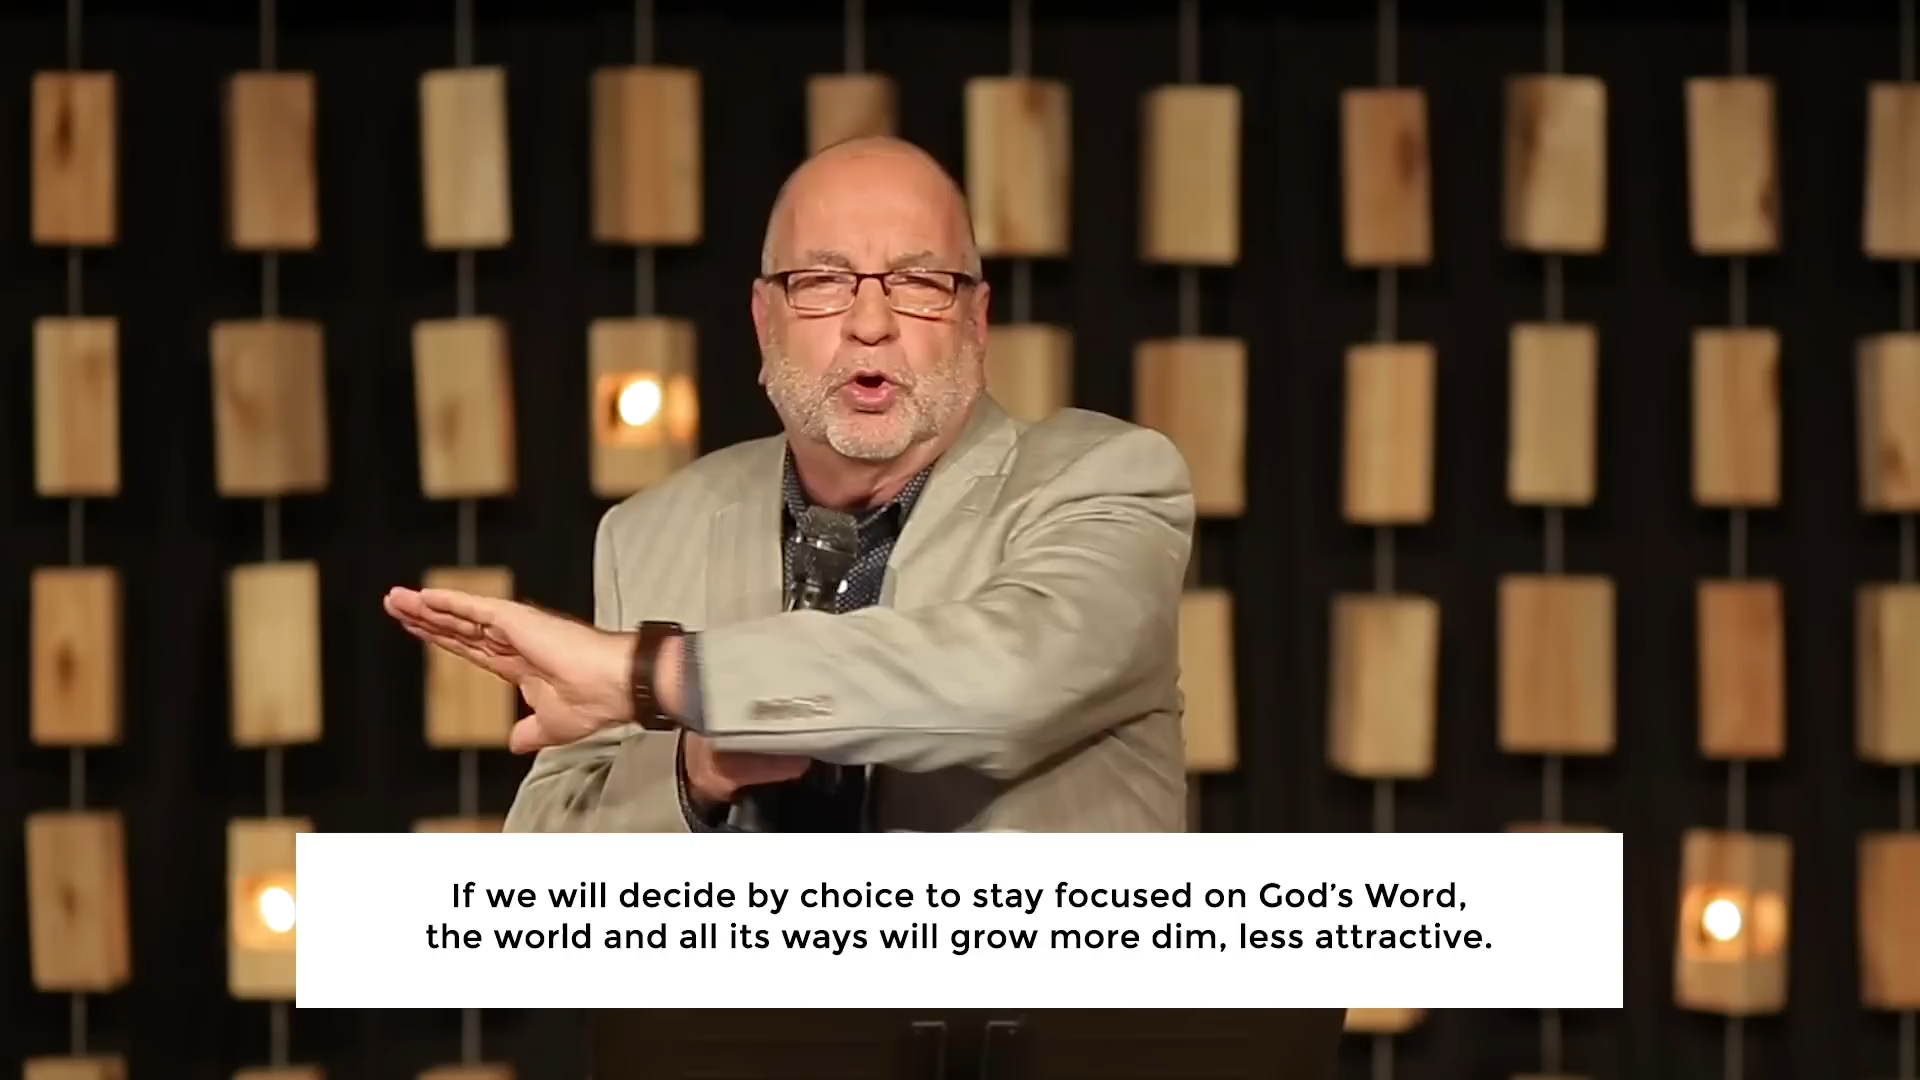 If we will decide by choice to stay focused on God’s Word,
the world and all its ways will grow more dim, less attractive.